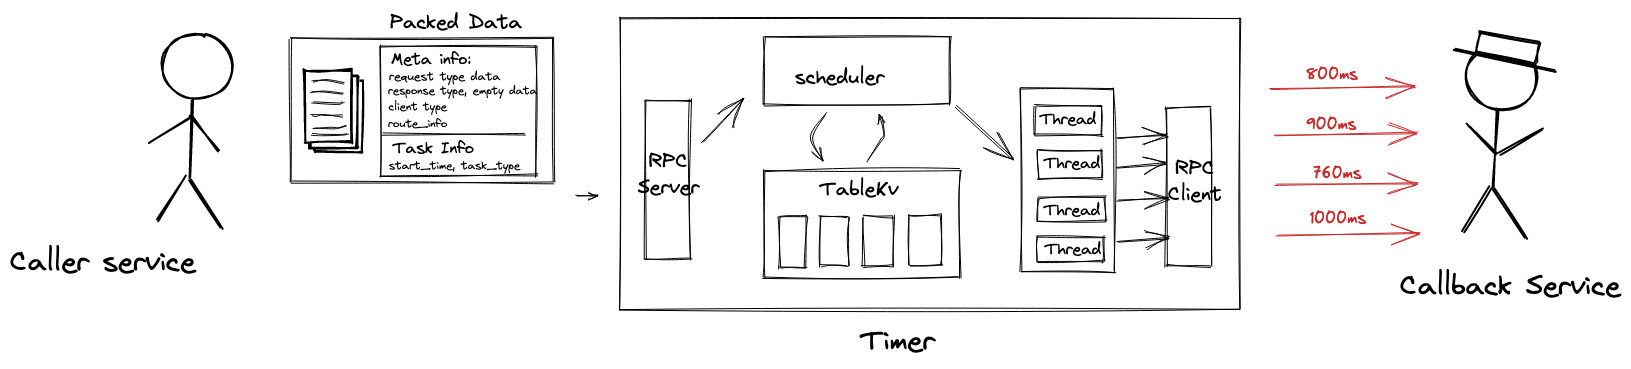 Packed Data
Meta info:
request type data
response type, empty data
client type
route_info
Task Info
start_time, task_type
Caller service
RPC
Server
scheduler
TableKv
Thread
Thread
Thread
Thread
RPC
Client
Timer
800ms
900ms
760ms
1000ms
Callback Service